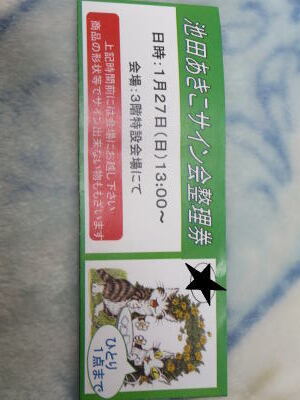 池田あきこサイン会整理券
日時:1月27日(日)13:00〜
会場:3階特設会場にて
上記時間前には会場にお越し下さい
商品の形状等でサイン出来ない物もございます
ひとり
1点まで